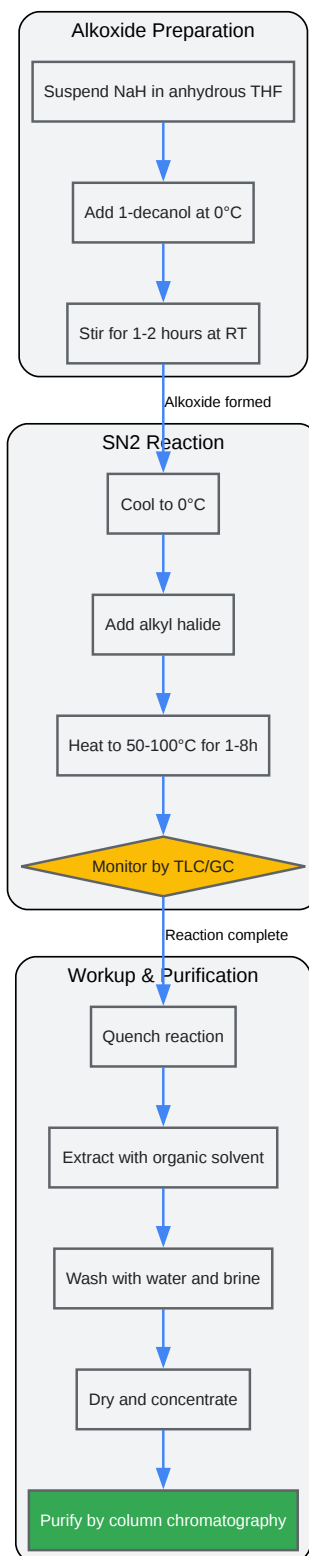 Alkoxide Preparation
Suspend NaH in anhydrous THF
Add 1-decanol at 0°C
Stir for 1-2 hours at RT
Alkoxide formed
SN2 Reaction
Cool to 0°C
Add alkyl halide
Heat to 50-100°C for 1-8h
Monitor by TLC/GC
Reaction complete
Workup & Purification
Quench reaction
Extract with organic solvent
Wash with water and brine
Dry and concentrate
Purify by column chromatography